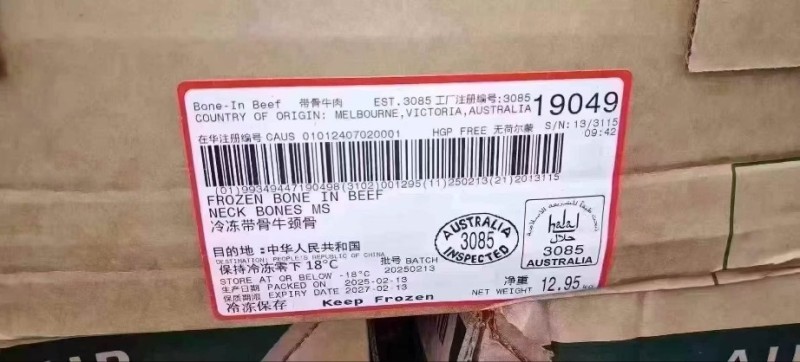 Bone-In Beef 带骨牛肉 EST.3085 工厂注册编号:3085 19049
COUNTRY OF ORIGIN: MELBOURNE,VICTORIA,AUSTRALIA
S/N:13/3115
在华注册编号 CAUS 01012407020001 HGP FREE 无荷尔蒙 09:42
(01)99349447190498(3102)001295(11)250213(21)2013115
FROZEN BONE IN BEEF
NECK BONES MS
冷冻带骨牛颈骨
AUSTRALIA
3085
INSPECTED
halal
حلال
3085
AUSTRALIA
目的地:中华人民共和国
DESTINATION: PEOPLE'S REPUBLIC OF CHINA
保持冷冻零下18°C 批号 BATCH
STORE AT OR BELOW -18°C 20250213
生产日期 PACKED ON 2025-02-13
保质期准 EXPIRY DATE 2027-02-13
冷冻保存 Keep Frozen
净重
NET WEIGHT 12.95